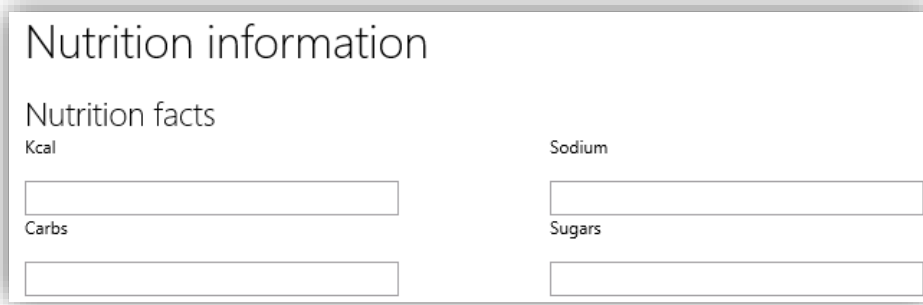 Nutrition information
Nutrition facts
Kcal Sodium
Carbs Sugars